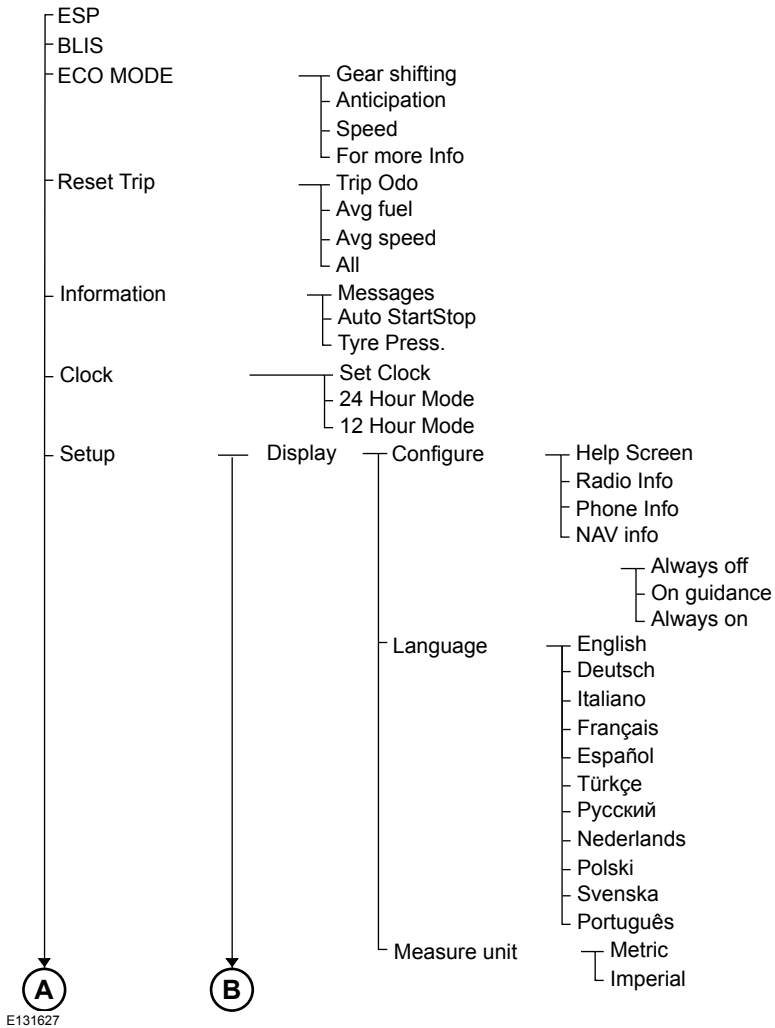 ESP
BLIS
ECO MODE Gear shifting
Anticipation
Speed
For more Info
Reset Trip Trip Odo
Avg fuel
Avg speed
All
Information Messages
Auto StartStop
Tyre Press.
Clock Set Clock
24 Hour Mode
12 Hour Mode
Setup Display Configure Help Screen
Radio Info
Phone Info
NAV info
Always off
On guidance
Always on
Language English
Deutsch
Italiano
Français
Español
Türkçe
Русский
Nederlands
Polski
Svenska
Português
Measure unit Metric
Imperial
A B
E131627